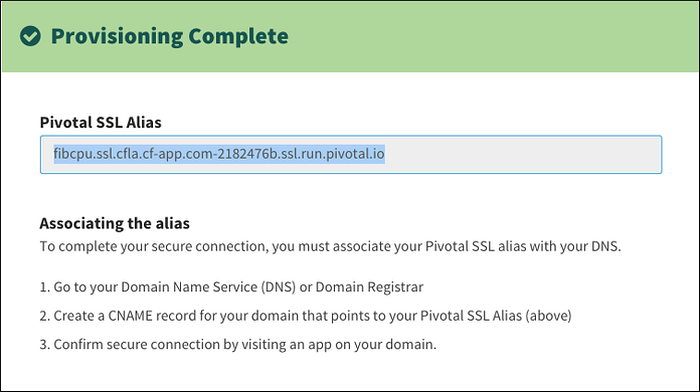 Provisioning Complete
Pivotal SSL Alias
fibcpu.ssl.cfla.cf-app.com-2182476b.ssl.run.pivotal.io
Associating the alias
To complete your secure connection, you must associate your Pivotal SSL alias with your DNS.
1. Go to your Domain Name Service (DNS) or Domain Registrar
2. Create a CNAME record for your domain that points to your Pivotal SSL Alias (above)
3. Confirm secure connection by visiting an app on your domain.